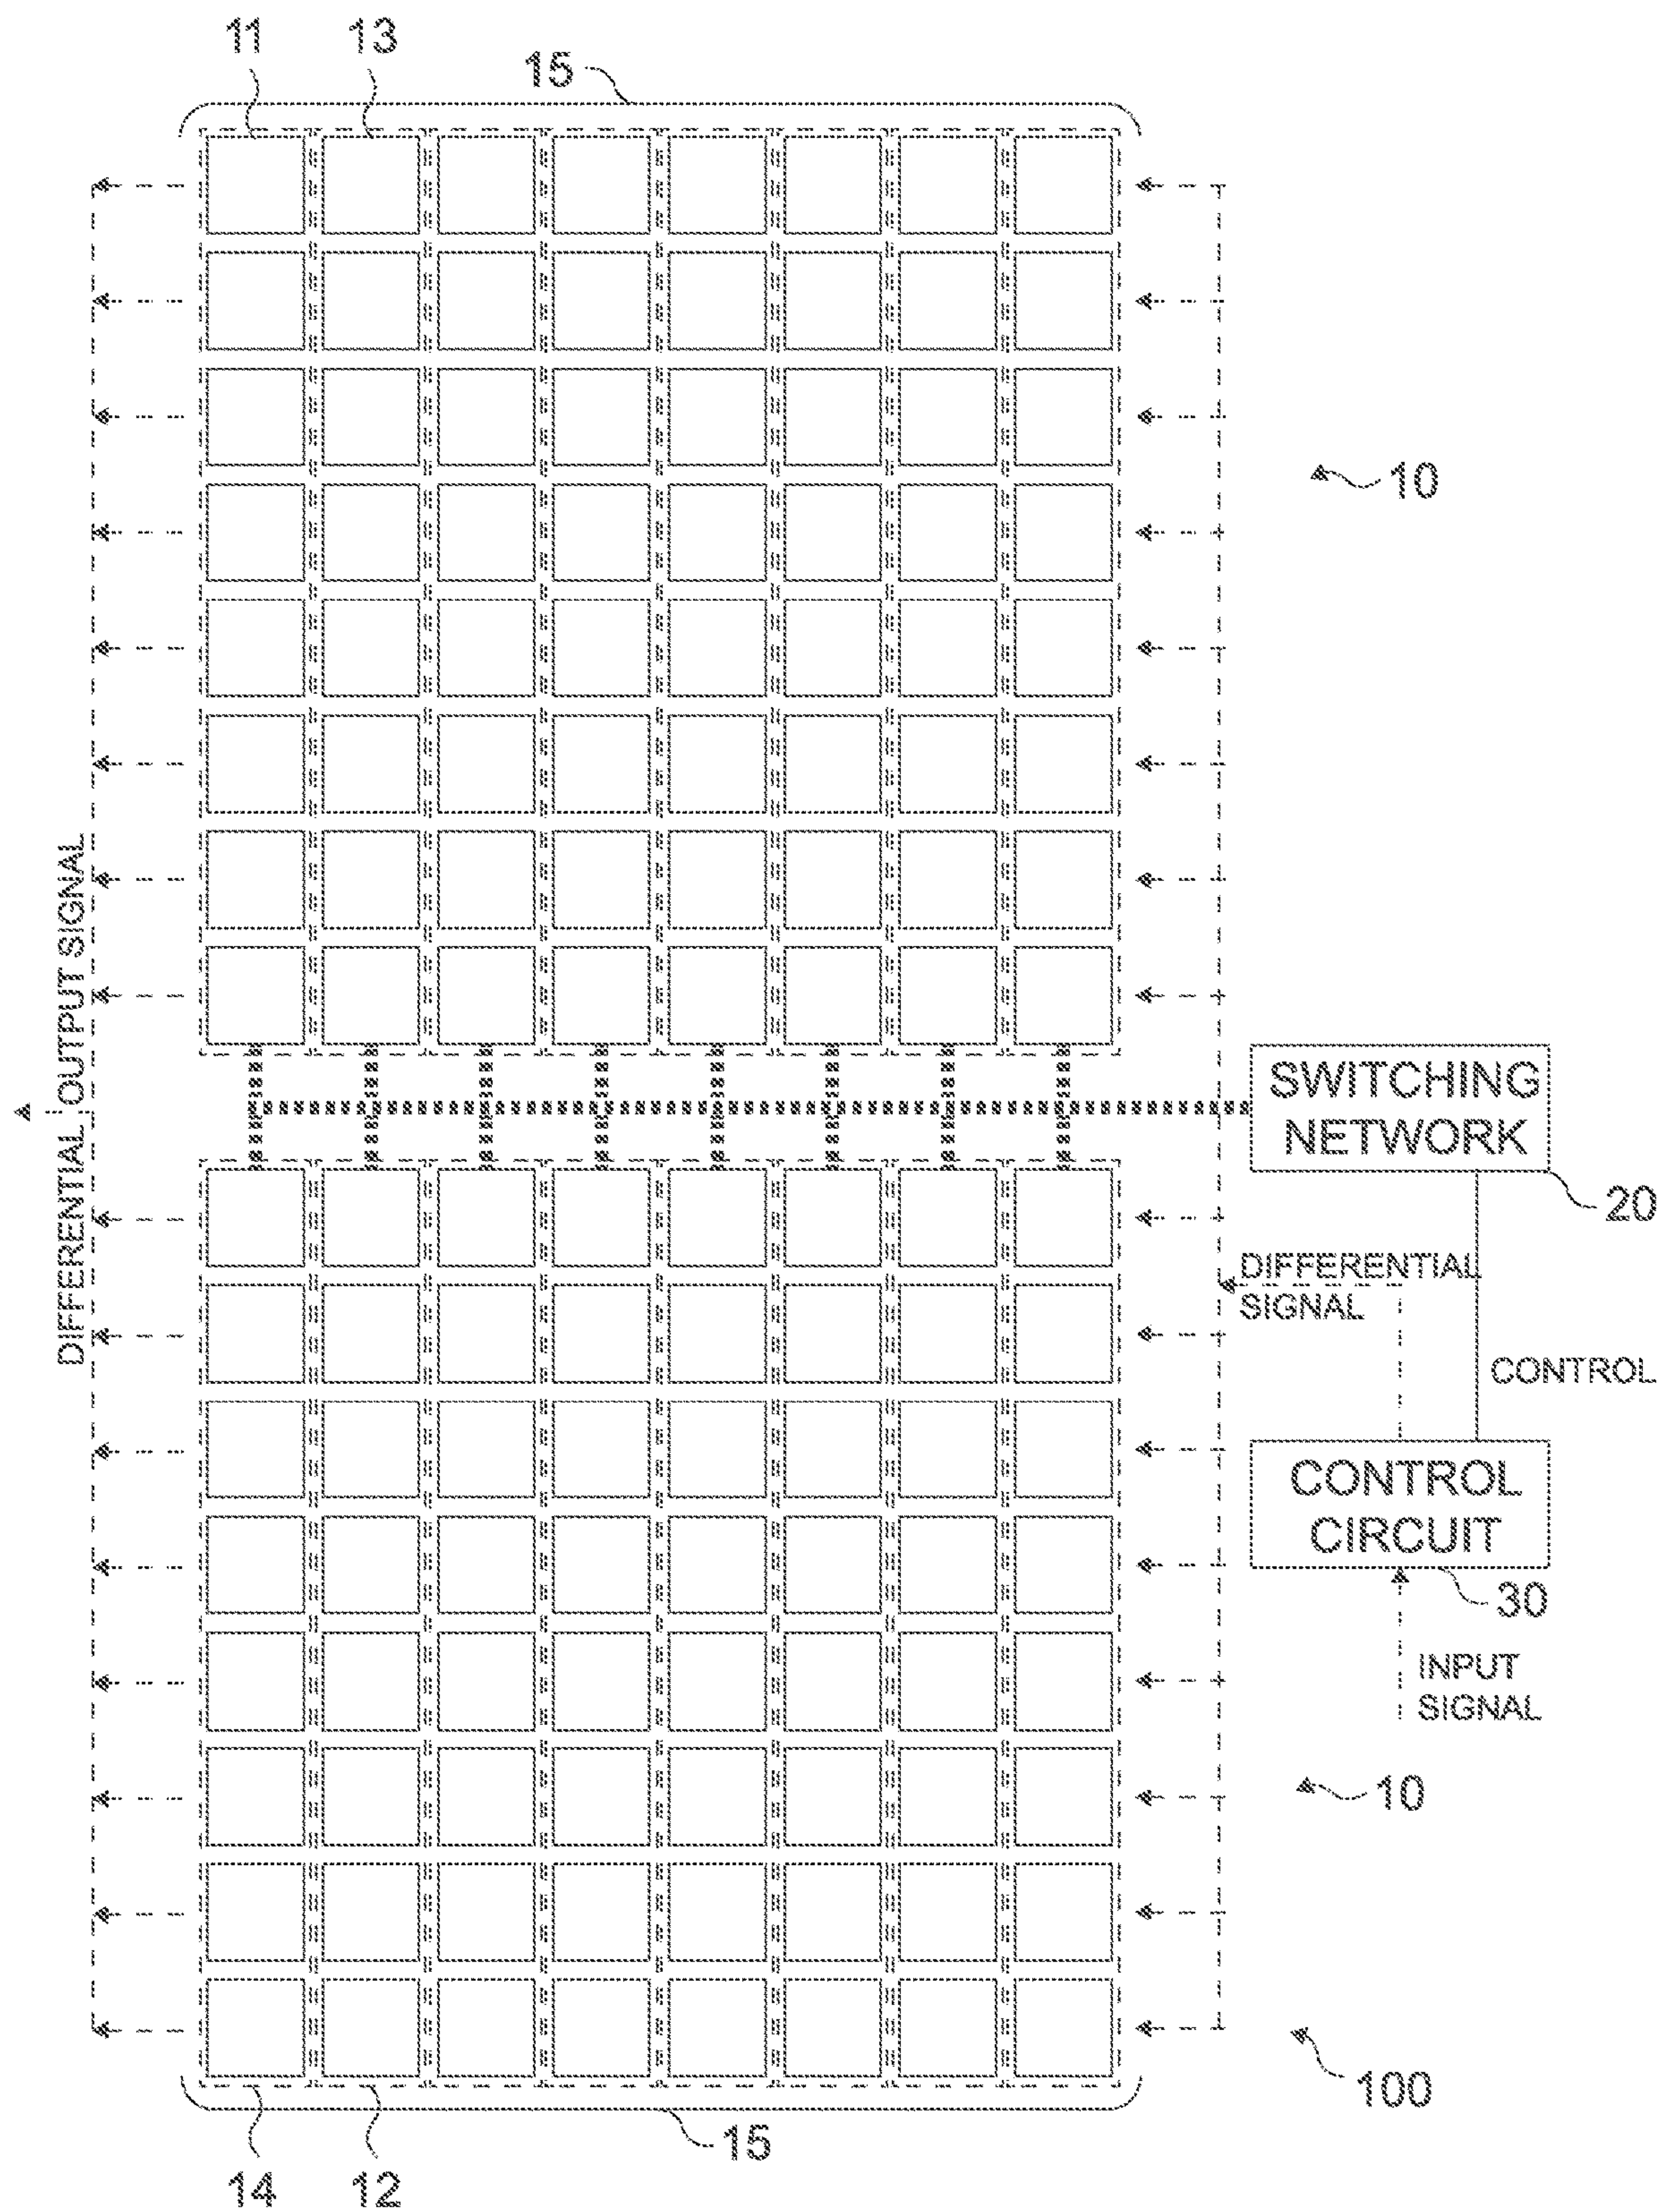 11
13
15
10
DIFFERENTIAL OUTPUT SIGNAL
SWITCHING
NETWORK
20
DIFFERENTIAL
SIGNAL
CONTROL
CONTROL
CIRCUIT
30
INPUT
SIGNAL
10
100
15
14
12